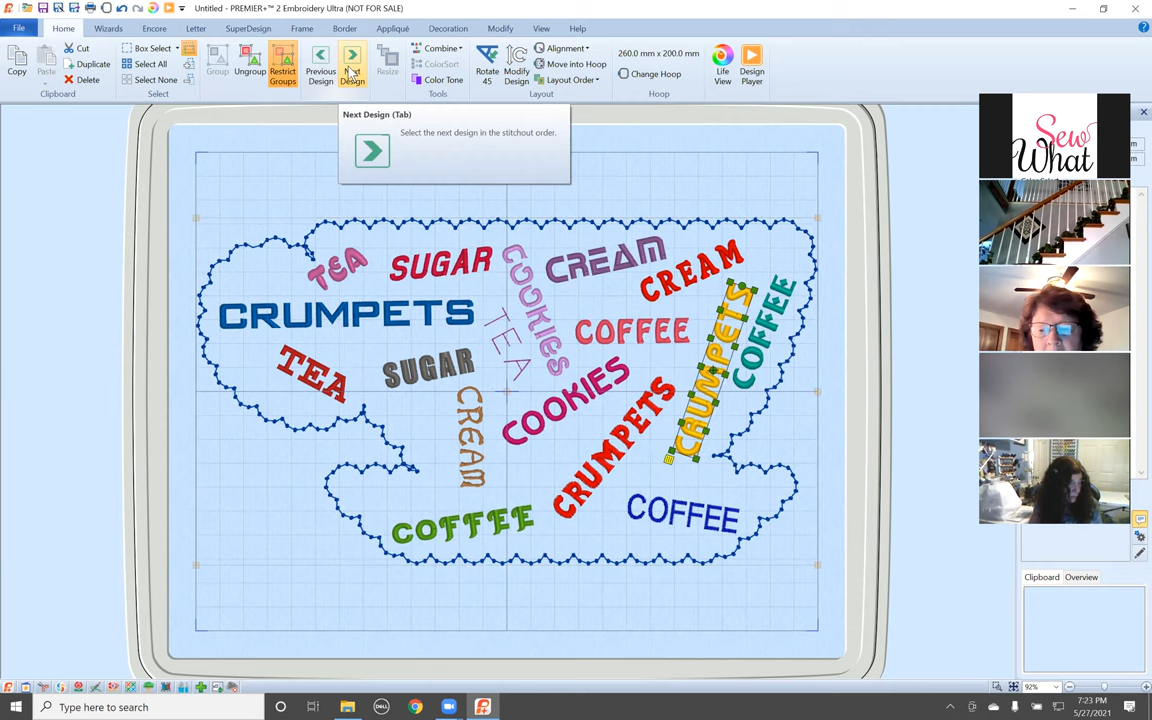 Untitled - PREMIER+™ 2 Embroidery Ultra (NOT FOR SALE)
File Home Wizards Encore Letter SuperDesign Frame Border Appliqué Decoration Modify View Help
Copy Paste Cut Duplicate Delete
Clipboard
Box Select Select All Select None
Select
Group Ungroup Restrict Groups
Previous Design
Next Design
Resize
Combine ColorSort Color Tone
Tools
Rotate 45
Modify Design
Alignment Move into Hoop Layout Order
Layout
260.0 mm x 200.0 mm
Change Hoop
Hoop
Life View
Design Player
Next Design (Tab)
Select the next design in the stitchout order.
Sew
What
TEA
SUGAR
COOKIES
CREAM
CREAM
CRUMPETS
COFFEE
CRUMPETS
TEA
COFFEE
TEA
SUGAR
CREAM
COOKIES
CRUMPETS
COFFEE
COFFEE
Clipboard Overview
92%
Type here to search
DELL
7:23 PM
5/27/2021